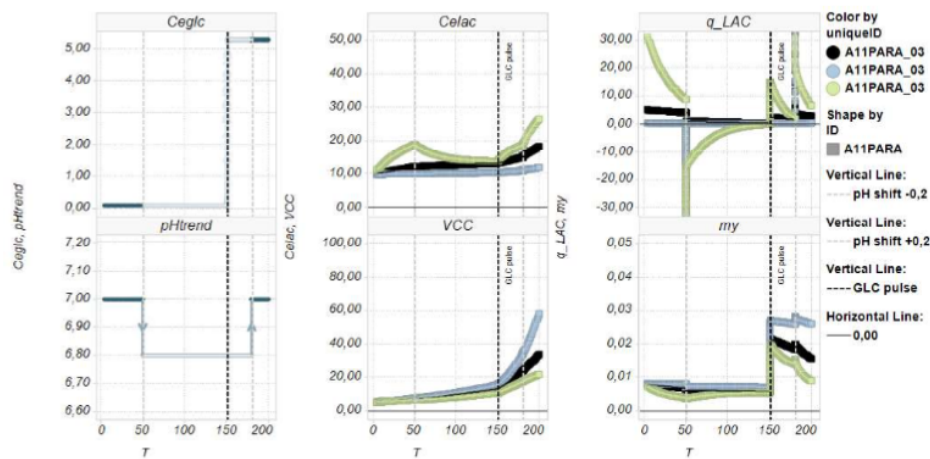 Ceglc
Celac
q_LAC
5,00
4,00
3,00
2,00
1,00
0,00
50,00
40,00
30,00
20,00
10,00
0,00
30,00
20,00
10,00
0,00
-10,00
-20,00
-30,00
GLC pulse
GLC pulse
pHtrend
VCC
my
7,20
7,10
7,00
6,90
6,80
6,70
6,60
100,00
80,00
60,00
40,00
20,00
0,00
0,05
0,04
0,03
0,02
0,01
0,00
GLC pulse
GLC pulse
0 50 100 150 200
0 50 100 150 200
0 50 100 150 200
T
T
T
Ceglc, pHtrend
Celac, VCC
q_LAC, my
Color by
uniqueID
A11PARA_03
A11PARA_03
A11PARA_03
Shape by
ID
A11PARA
Vertical Line:
pH shift -0,2
Vertical Line:
pH shift +0,2
Vertical Line:
GLC pulse
Horizontal Line:
0,00